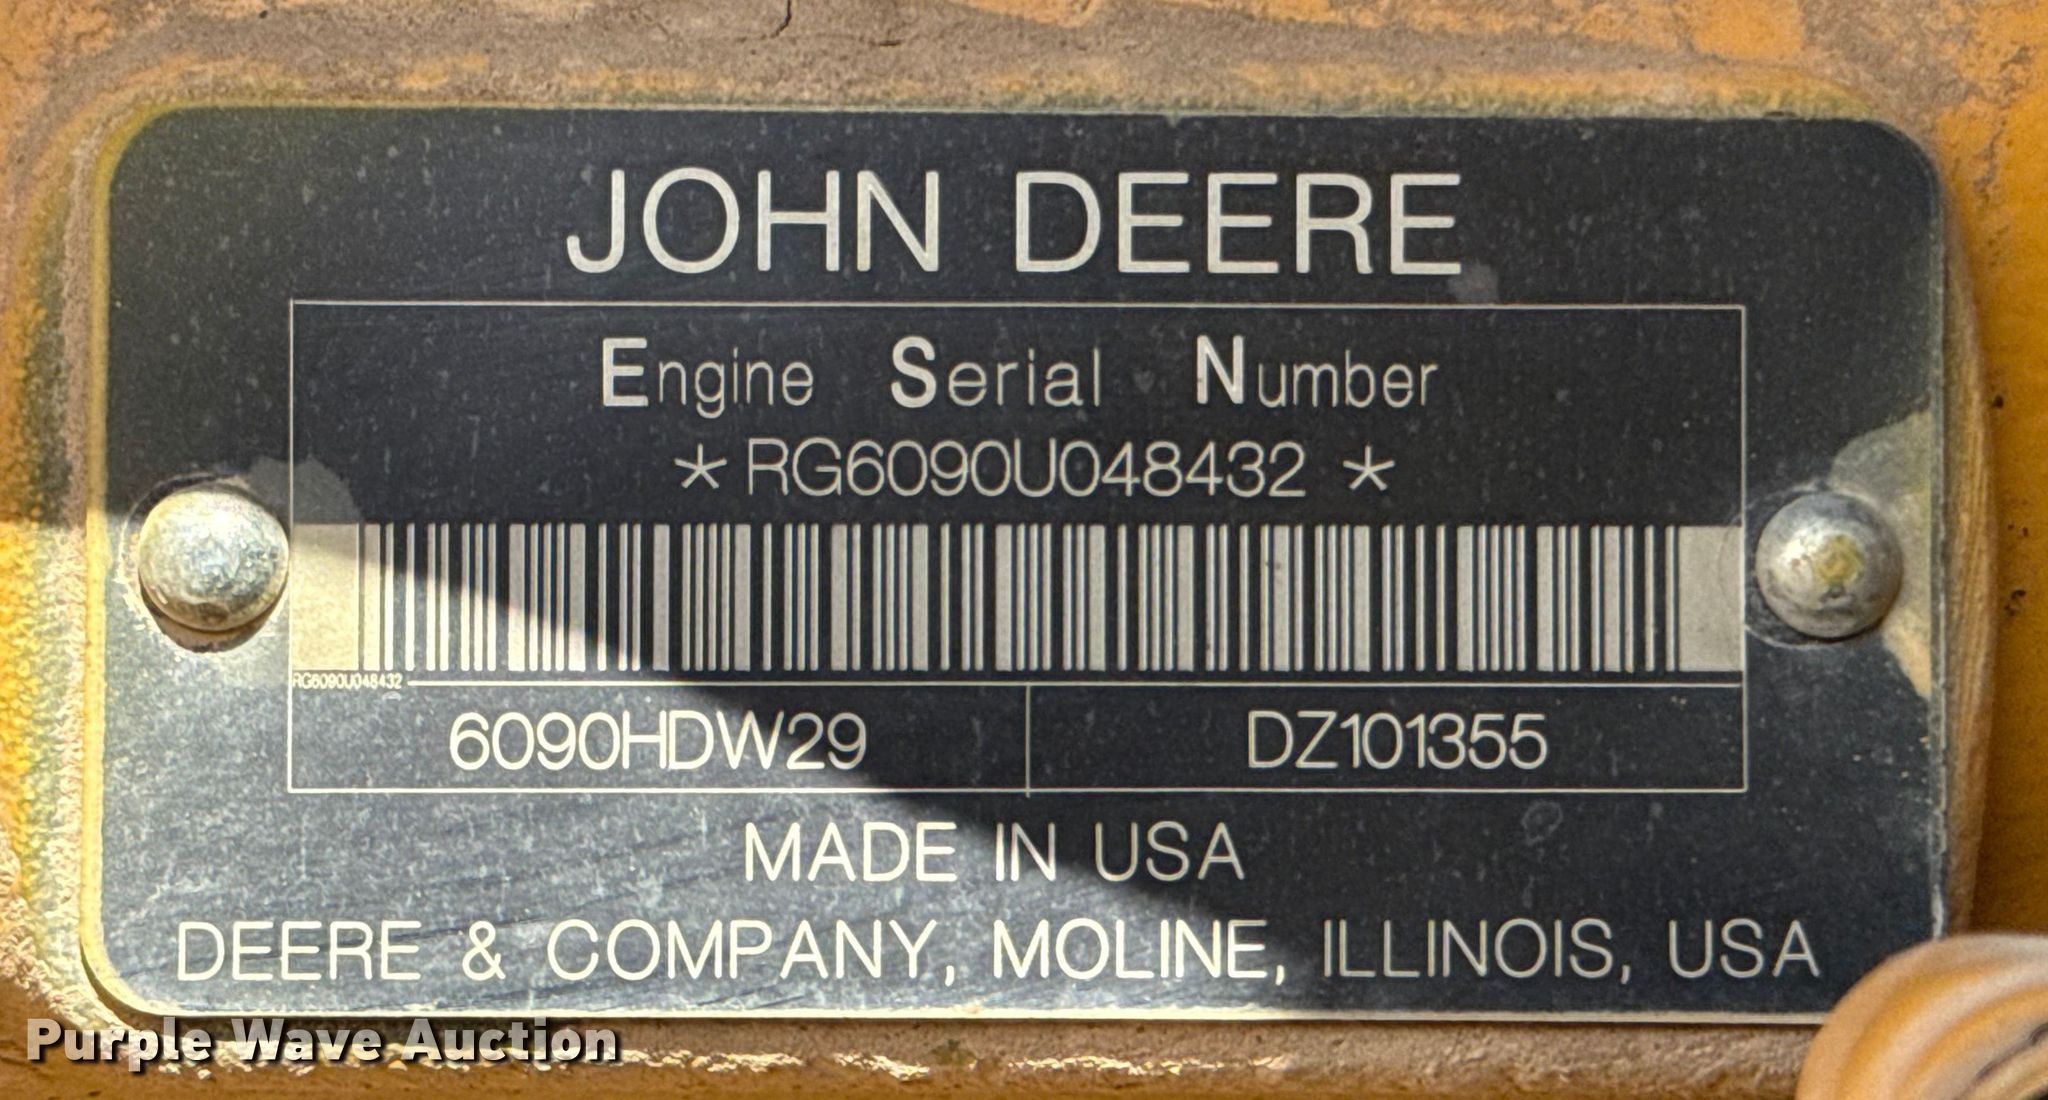 JOHN DEERE
Engine Serial Number
*RG6090U048432*
RG6090U048432
6090HDW29 DZ101355
MADE IN USA
DEERE & COMPANY, MOLINE, ILLINOIS, USA
Purple Wave Auction